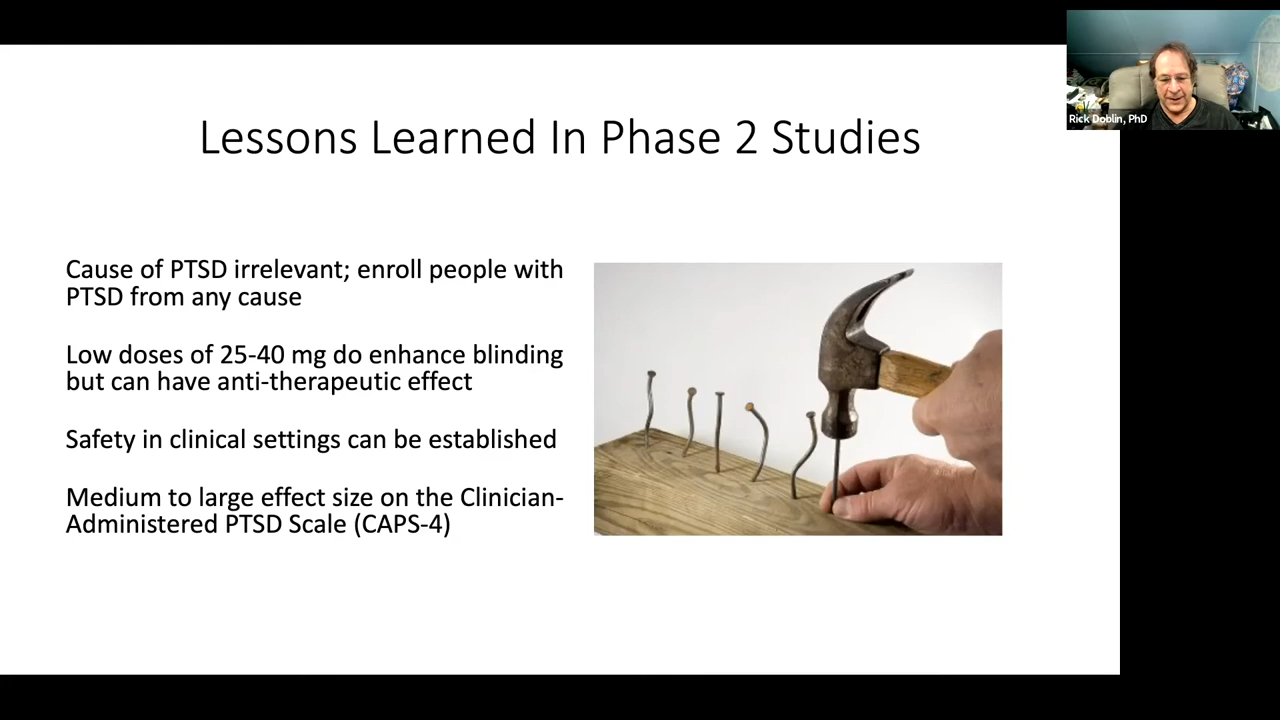 Lessons Learned In Phase 2 Studies
Cause of PTSD irrelevant; enroll people with
PTSD from any cause
Low doses of 25-40 mg do enhance blinding
but can have anti-therapeutic effect
Safety in clinical settings can be established
Medium to large effect size on the Clinician-
Administered PTSD Scale (CAPS-4)
Rick Doblin, PhD